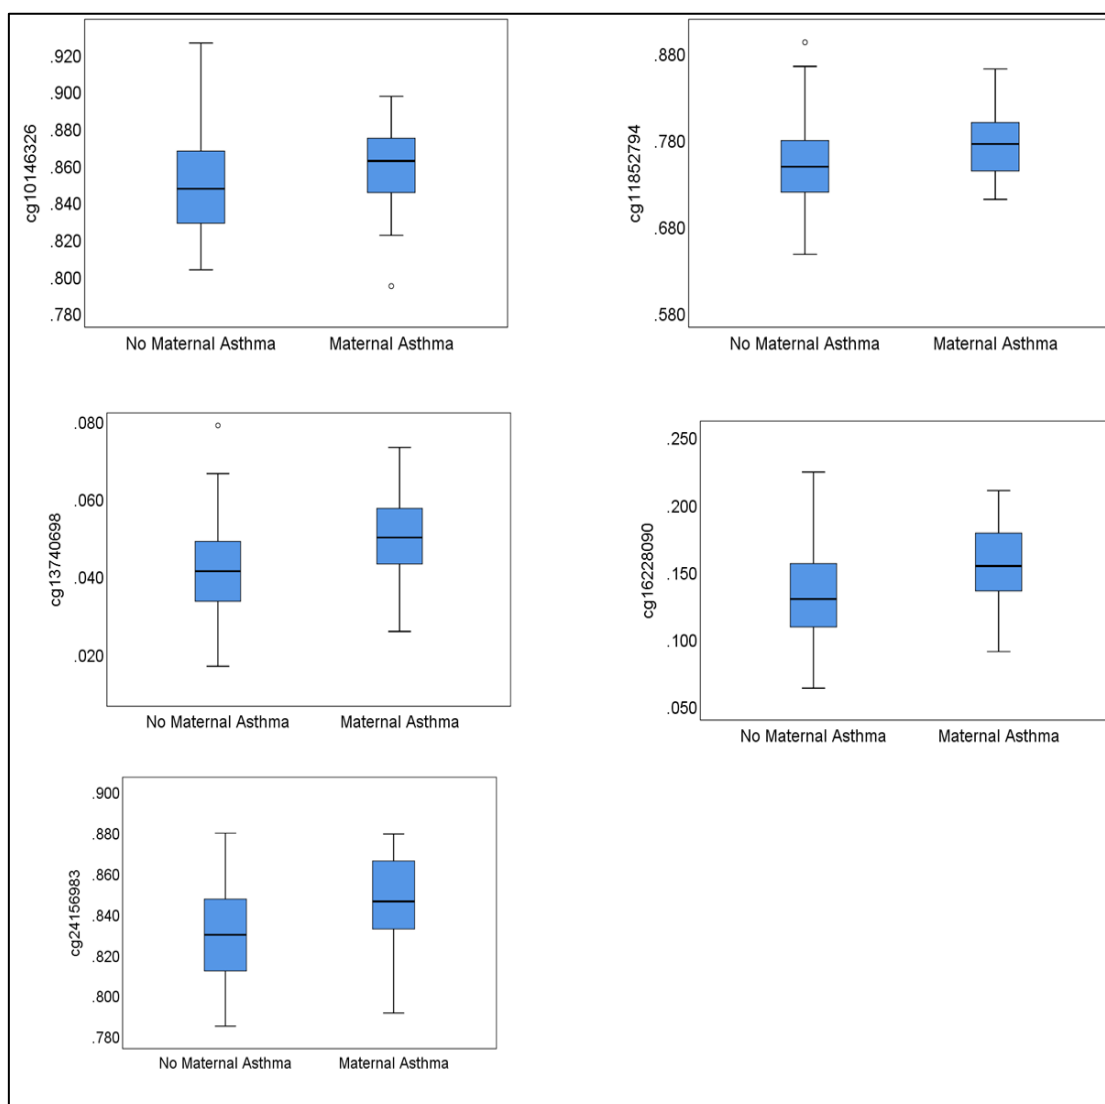 cg10146326
.920
.900
.880
.860
.840
.820
.800
.780
No Maternal Asthma Maternal Asthma
cg11852794
.880
.780
.680
.580
No Maternal Asthma Maternal Asthma
cg13740698
.080
.060
.040
.020
No Maternal Asthma Maternal Asthma
cg16228090
.250
.200
.150
.100
.050
No Maternal Asthma Maternal Asthma
cg24156983
.900
.880
.860
.840
.820
.800
.780
No Maternal Asthma Maternal Asthma